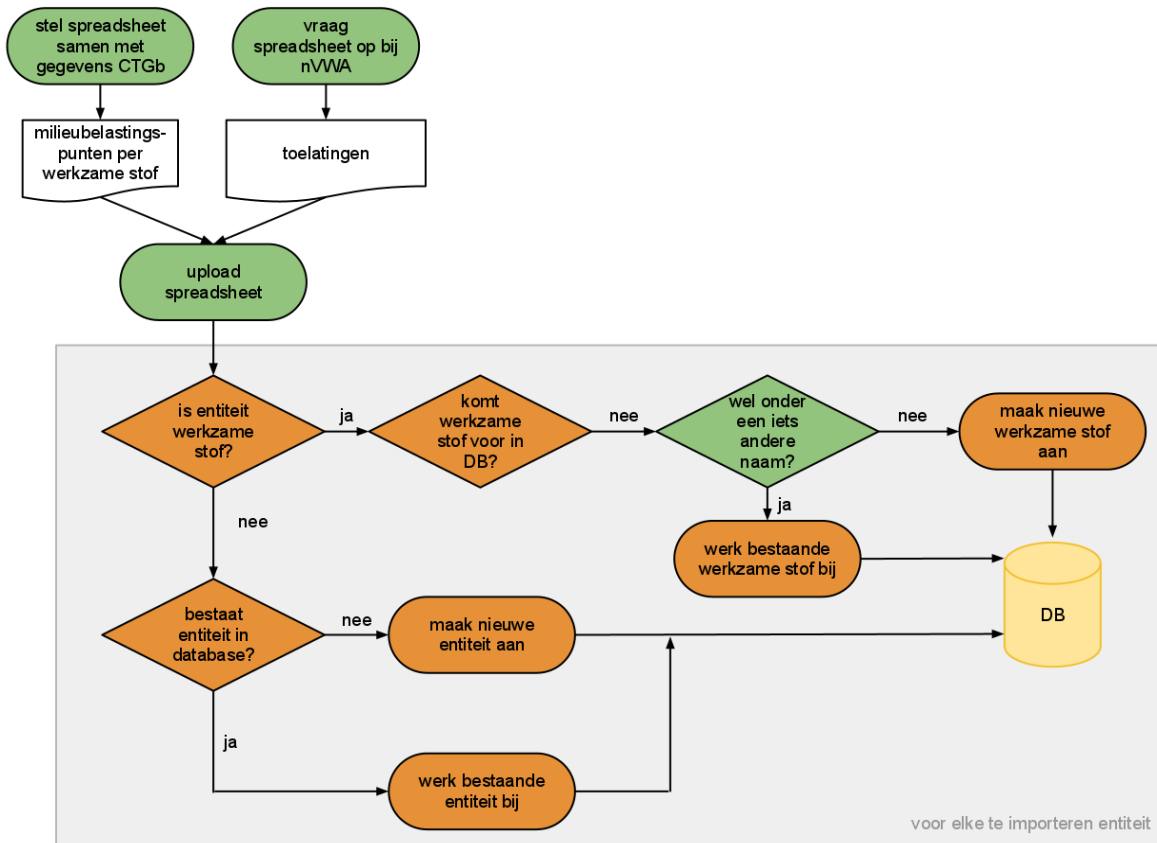 stel spreadsheet
samen met
gegevens CTGb
vraag
spreadsheet op bij
nVWA
milieubelastings-
punten per
werkzame stof
toelatingen
upload
spreadsheet
is entiteit
werkzame
stof?
ja
komt
werkzame
stof voor in
DB?
nee
wel onder
een iets
andere
naam?
nee
maak nieuwe
werkzame stof
aan
ja
nee
werk bestaande
werkzame stof bij
DB
bestaat
entiteit in
database?
nee
maak nieuwe
entiteit aan
ja
werk bestaande
entiteit bij
voor elke te importeren entiteit